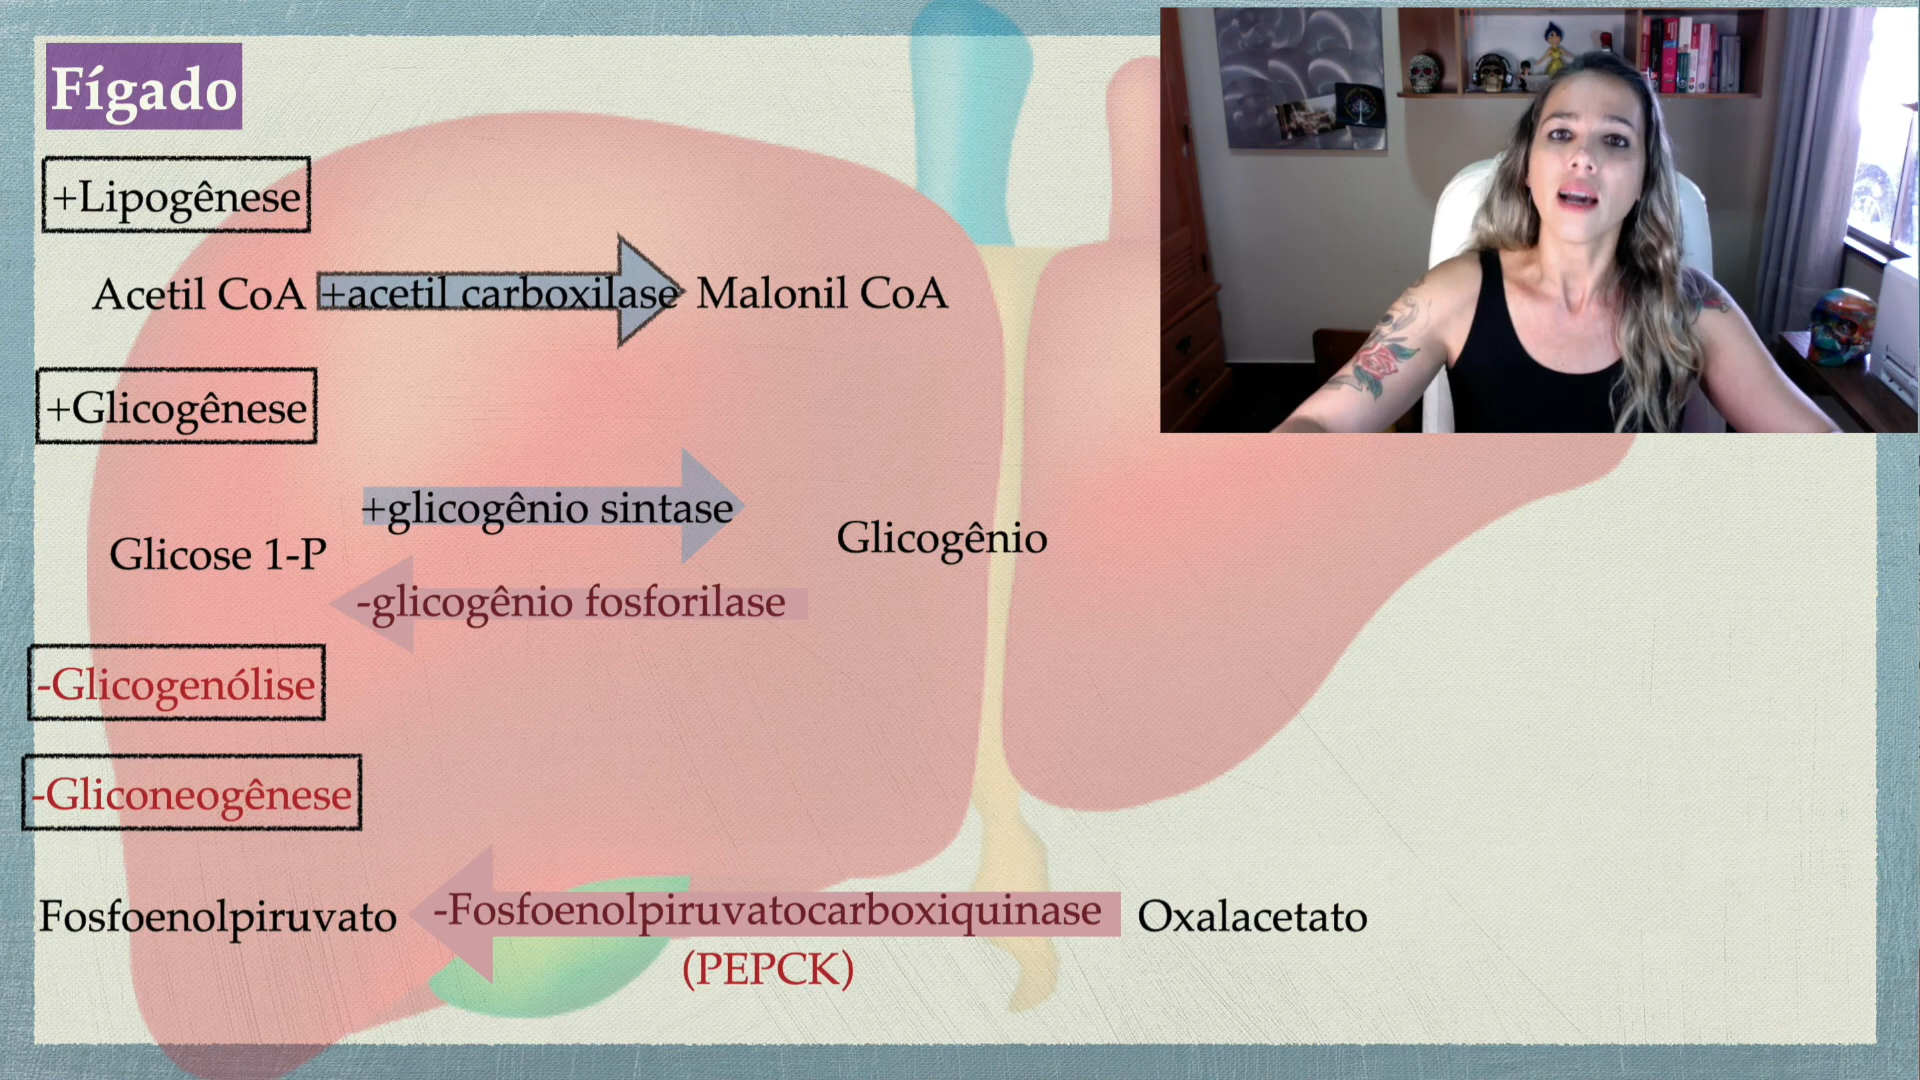 Fígado
+Lipogênese
Acetil CoA +acetil carboxilase Malonil CoA
+Glicogênese
+glicogênio sintase
Glicose 1-P Glicogênio
-glicogênio fosforilase
-Glicogenólise
-Gliconeogênese
Fosfoenolpiruvato -Fosfoenolpiruvatocarboxiquinase Oxalacetato
(PEPCK)